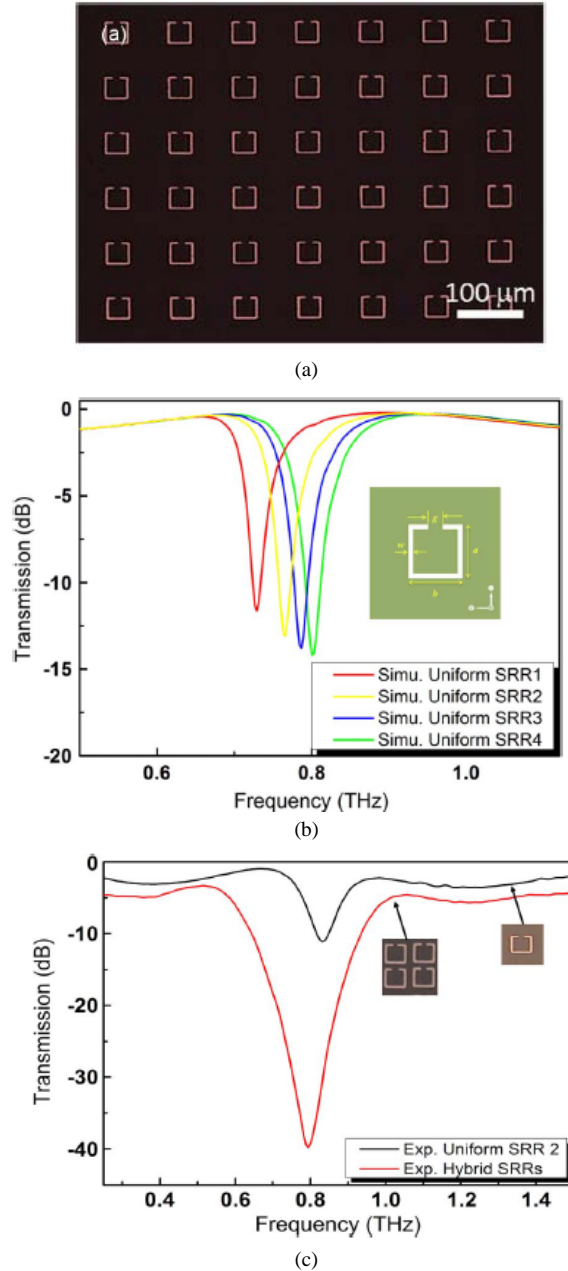 (a)
100 μm
(a)
0
-5
-10
-15
-20
Transmission (dB)
g
w
a
b
Simu. Uniform SRR1
Simu. Uniform SRR2
Simu. Uniform SRR3
Simu. Uniform SRR4
0.6 0.8 1.0
Frequency (THz)
(b)
0
-10
-20
-30
-40
Transmission (dB)
Exp. Uniform SRR 2
Exp. Hybrid SRRs
0.4 0.6 0.8 1.0 1.2 1.4
Frequency (THz)
(c)